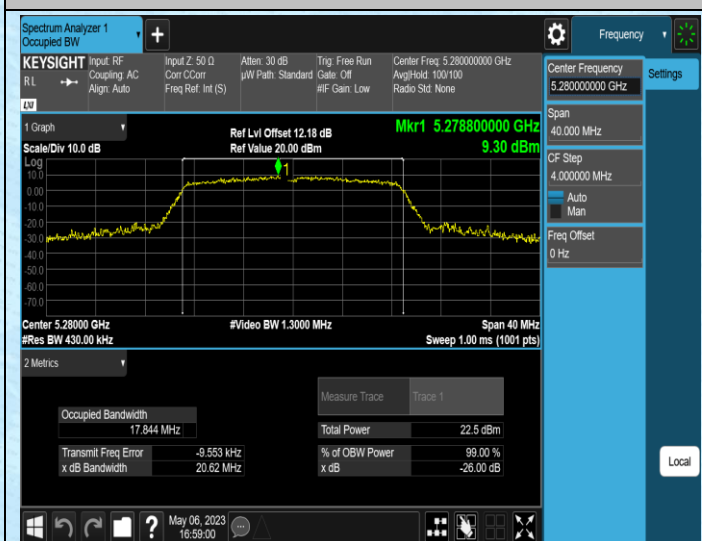 Spectrum Analyzer 1
Occupied BW
Frequency
KEYSIGHT
RL
LXI
Input: RF
Coupling: AC
Align: Auto
Input Z: 50 Ω
Corr CCorr
Freq Ref: Int (S)
Atten: 30 dB
µW Path: Standard
Trig: Free Run
Gate: Off
#IF Gain: Low
Center Freq: 5.280000000 GHz
Avg|Hold: 100/100
Radio Std: None
Center Frequency
5.280000000 GHz
Settings
Span
40.000 MHz
CF Step
4.000000 MHz
Auto
Man
Freq Offset
0 Hz
1 Graph
Scale/Div 10.0 dB
Ref Lvl Offset 12.18 dB
Ref Value 20.00 dBm
Mkr1 5.278800000 GHz
9.30 dBm
Log
10.0
0.00
-10.0
-20.0
-30.0
-40.0
-50.0
-60.0
-70.0
1
Center 5.28000 GHz
#Res BW 430.00 kHz
#Video BW 1.3000 MHz
Span 40 MHz
Sweep 1.00 ms (1001 pts)
2 Metrics
Measure Trace
Trace 1
Occupied Bandwidth
17.844 MHz
Total Power
22.5 dBm
Transmit Freq Error
-9.553 kHz
% of OBW Power
99.00 %
x dB Bandwidth
20.62 MHz
x dB
-26.00 dB
Local
?
May 06, 2023
16:59:00